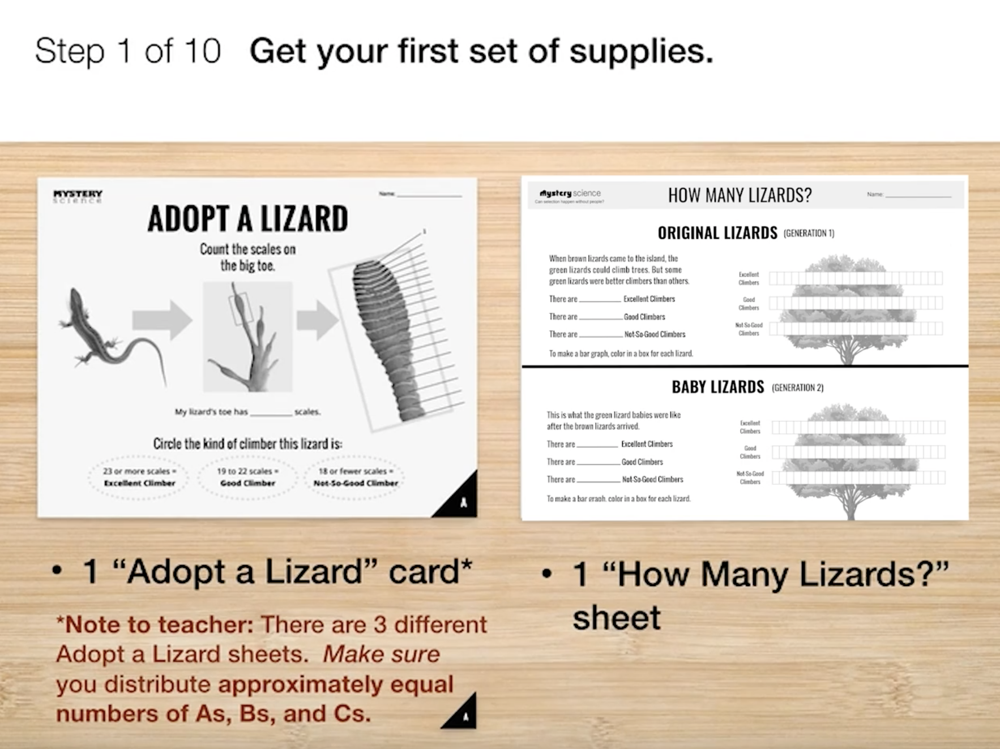 Step 1 of 10 Get your first set of supplies.
MYSTERY
science
Name:
ADOPT A LIZARD
Count the scales on
the big toe.
1
My lizard's toe has ________ scales.
Circle the kind of climber this lizard is:
23 or more scales =
Excellent Climber
19 to 22 scales =
Good Climber
18 or fewer scales =
Not-So-Good Climber
A
Mystery science
Can selection happen without people?
HOW MANY LIZARDS?
Name:
ORIGINAL LIZARDS (GENERATION 1)
When brown lizards came to the island, the
green lizards could climb trees. But some
green lizards were better climbers than others.
There are ________ Excellent Climbers
There are ________ Good Climbers
There are ________ Not-So-Good Climbers
To make a bar graph, color in a box for each lizard.
Excellent
Climbers
Good
Climbers
Not-So-Good
Climbers
BABY LIZARDS (GENERATION 2)
This is what the green lizard babies were like
after the brown lizards arrived.
There are ________ Excellent Climbers
There are ________ Good Climbers
There are ________ Not-So-Good Climbers
To make a bar graph, color in a box for each lizard.
Excellent
Climbers
Good
Climbers
Not-So-Good
Climbers
• 1 “Adopt a Lizard” card*
*Note to teacher: There are 3 different
Adopt a Lizard sheets. Make sure
you distribute approximately equal
numbers of As, Bs, and Cs.
A
• 1 “How Many Lizards?”
sheet